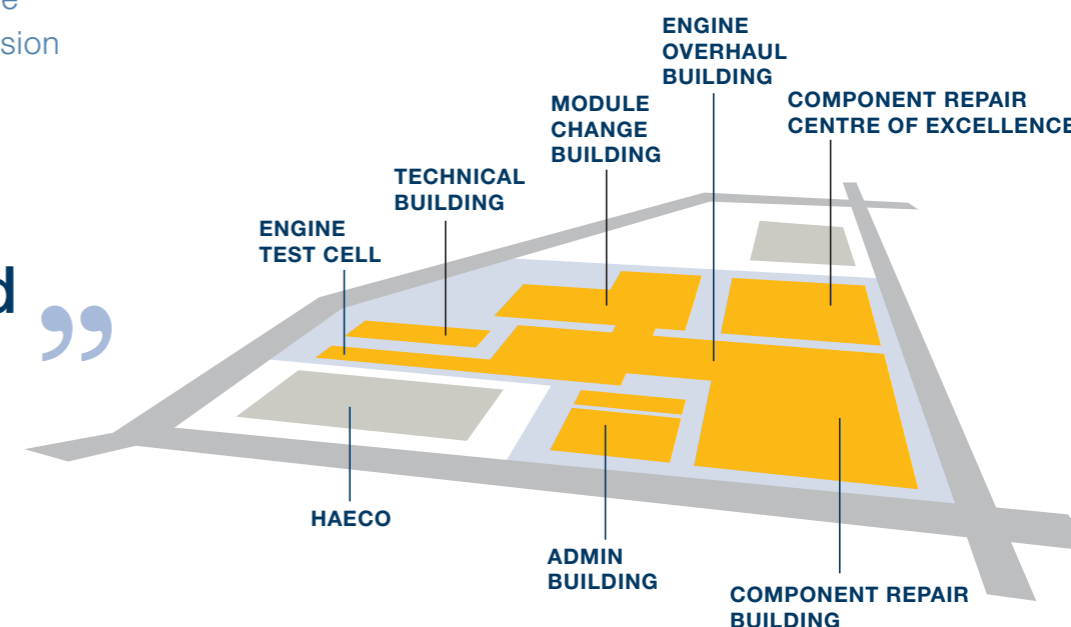 sion
d ”
ENGINE
OVERHAUL
BUILDING
COMPONENT REPAIR
CENTRE OF EXCELLENCE
MODULE
CHANGE
BUILDING
TECHNICAL
BUILDING
ENGINE
TEST CELL
HAECO
ADMIN
BUILDING
COMPONENT REPAIR
BUILDING